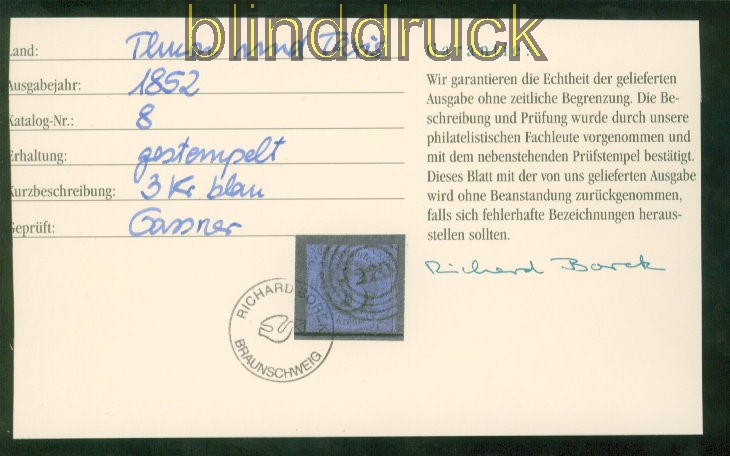 blinddruck
Land: Thurn und Taxis
Ausgabejahr: 1852
Katalog-Nr.: 8
Erhaltung: gestempelt
Kurzbeschreibung: 3 Kr blau
Geprüft: Gassner
Garantie:
Wir garantieren die Echtheit der gelieferten
Ausgabe ohne zeitliche Begrenzung. Die Be-
schreibung und Prüfung wurde durch unsere
philatelistischen Fachleute vorgenommen und
mit dem nebenstehenden Prüfstempel bestätigt.
Dieses Blatt mit der von uns gelieferten Ausgabe
wird ohne Beanstandung zurückgenommen,
falls sich fehlerhafte Bezeichnungen heraus-
stellen sollten.
Richard Borek
220
RICHARD BOREK
BRAUNSCHWEIG